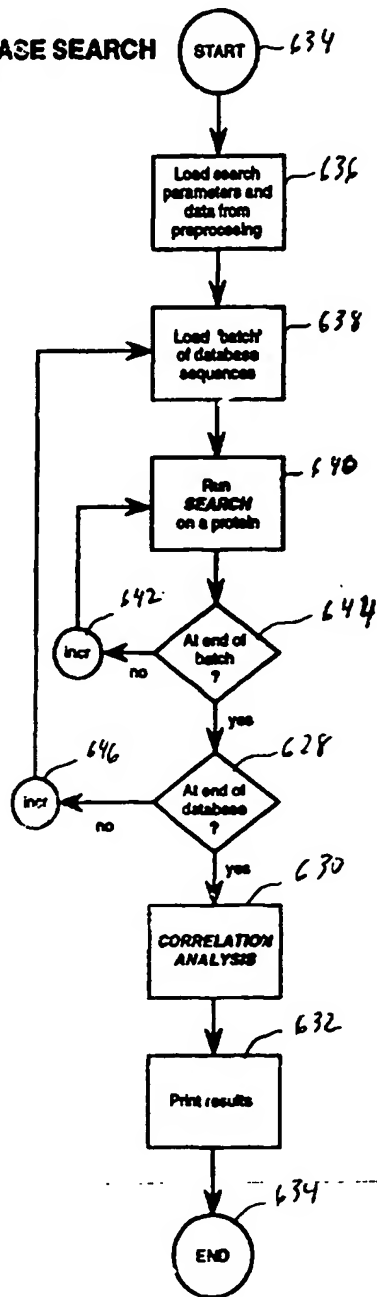 ASE SEARCH
START
634
Load search
parameters and
data from
preprocesing
636
Load 'batch'
of database
sequences
638
Run
SEARCH
on a protein
640
incr
642
no
At end of
batch
?
644
yes
incr
646
no
At end of
database
?
628
yes
CORRELATION
ANALYSIS
630
Print results
632
END
634